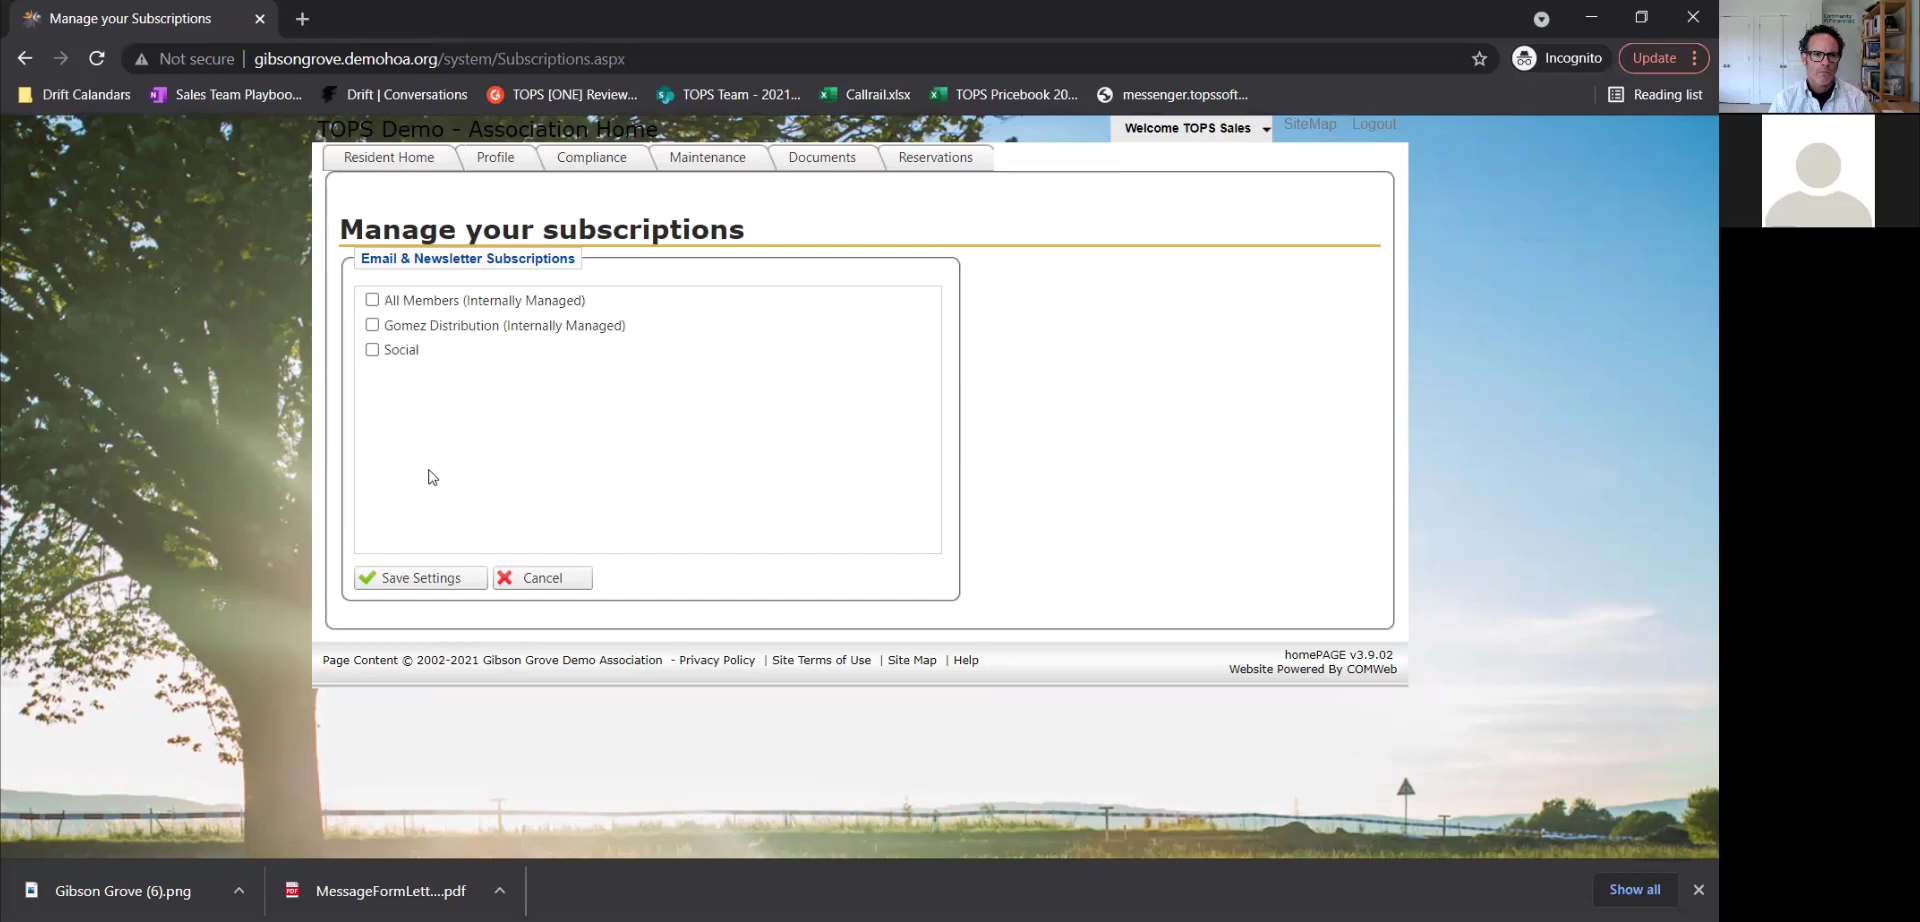 Manage your Subscriptions
Not secure
gibsongrove.demohoa.org/system/Subscriptions.aspx
Incognito
Update
Drift Calandars
Sales Team Playboo...
Drift | Conversations
TOPS [ONE] Review...
TOPS Team - 2021...
Callrail.xlsx
TOPS Pricebook 20...
messenger.topssoft...
Reading list
TOPS Demo - Association Home
Welcome TOPS Sales
SiteMap
Logout
Resident Home
Profile
Compliance
Maintenance
Documents
Reservations
Manage your subscriptions
Email & Newsletter Subscriptions
All Members (Internally Managed)
Gomez Distribution (Internally Managed)
Social
Save Settings
Cancel
Page Content © 2002-2021 Gibson Grove Demo Association - Privacy Policy | Site Terms of Use | Site Map | Help
homePAGE v3.9.02
Website Powered By COMWeb
Gibson Grove (6).png
PDF
MessageFormLett....pdf
Show all